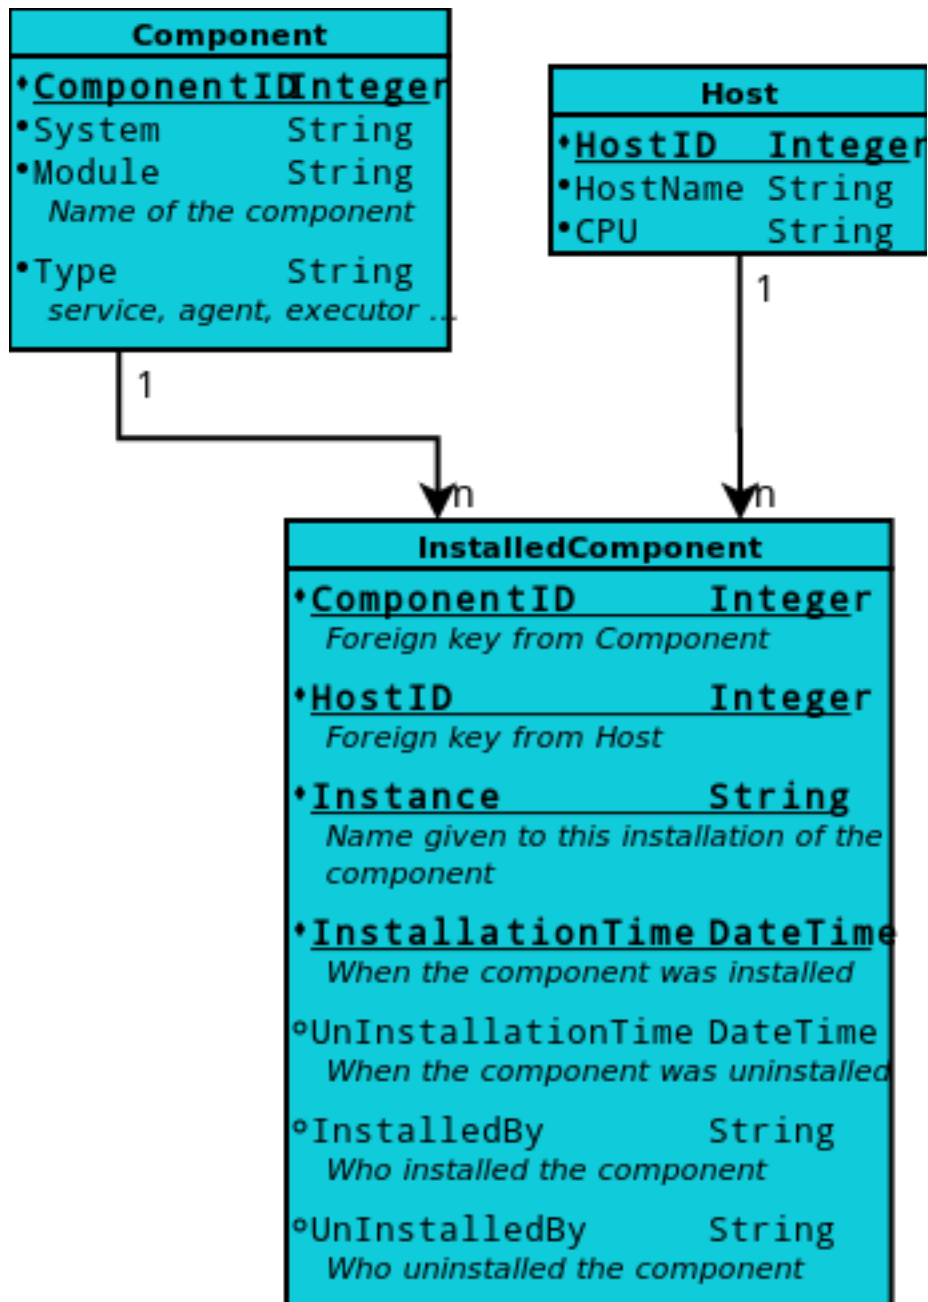 Component
ComponentID Integer
System String
Module String
Name of the component
Type String
service, agent, executor ...
1
n
Host
HostID Integer
HostName String
CPU String
1
n
InstalledComponent
ComponentID Integer
Foreign key from Component
HostID Integer
Foreign key from Host
Instance String
Name given to this installation of the
component
InstallationTime DateTime
When the component was installed
UnInstallationTime DateTime
When the component was uninstalled
InstalledBy String
Who installed the component
UnInstalledBy String
Who uninstalled the component